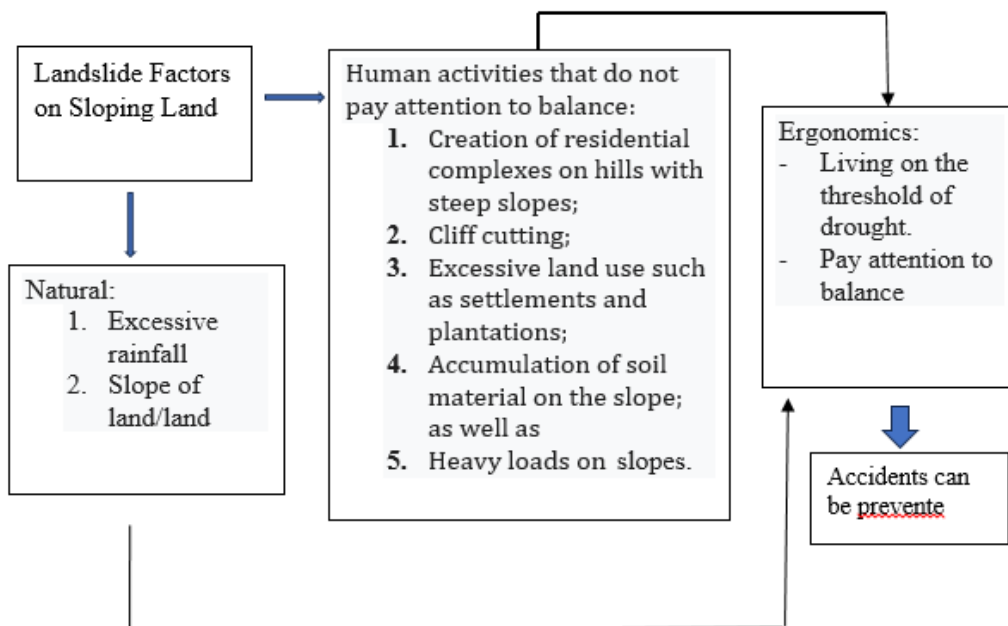 Landslide Factors
on Sloping Land
Human activities that do not
pay attention to balance:
1. Creation of residential
complexes on hills with
steep slopes;
2. Cliff cutting;
3. Excessive land use such
as settlements and
plantations;
4. Accumulation of soil
material on the slope;
as well as
5. Heavy loads on slopes.
Natural:
1. Excessive
rainfall
2. Slope of
land/land
Ergonomics:
- Living on the
threshold of
drought.
- Pay attention to
balance
Accidents can
be prevente